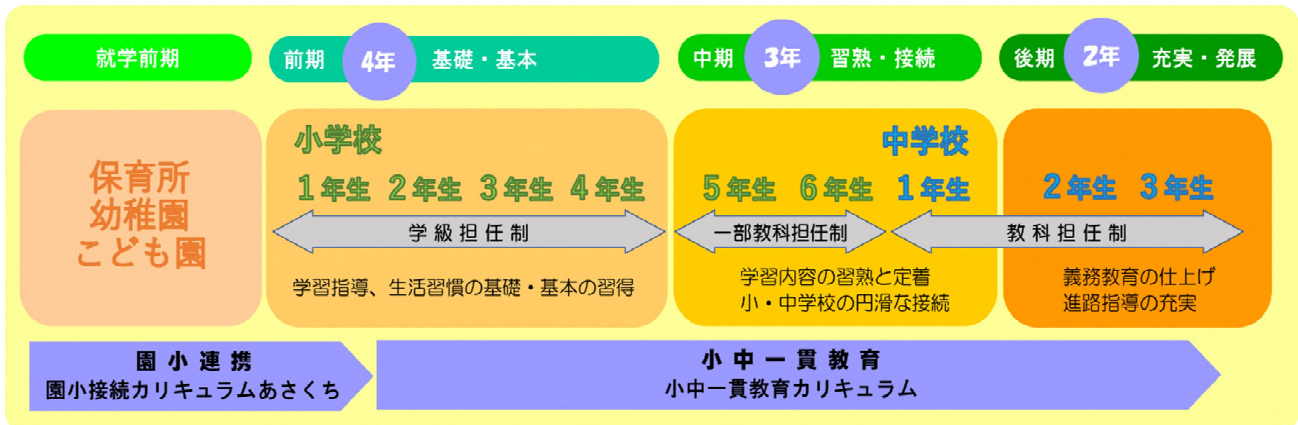 就学前期
前期 4年 基礎・基本
中期 3年 習熟・接続
後期 2年 充実・発展
保育所
幼稚園
こども園
小学校
1年生 2年生 3年生 4年生
学級担任制
学習指導、生活習慣の基礎・基本の習得
中学校
5年生 6年生 1年生
一部教科担任制
学習内容の習熟と定着
小・中学校の円滑な接続
2年生 3年生
教科担任制
義務教育の仕上げ
進路指導の充実
園小連携
園小接続カリキュラムあさくち
小中一貫教育
小中一貫教育カリキュラム